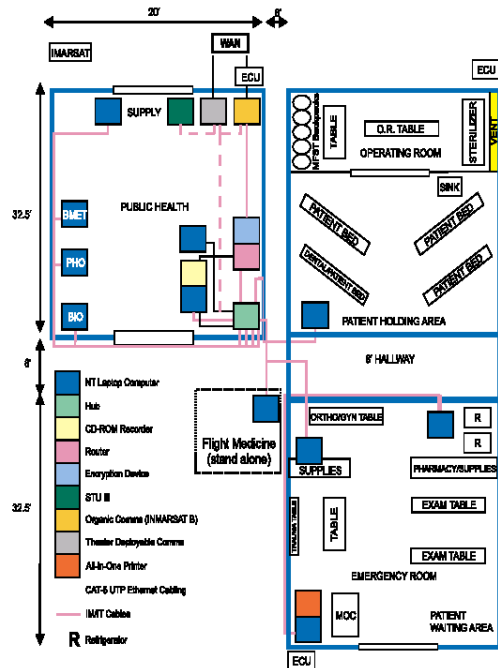 20'
6'
IMARSAT
WAN
ECU
ECU
SUPPLY
MFST Backpacks
TABLE
O.R. TABLE
OPERATING ROOM
STERILIZER
VENT
SINK
32.5'
PUBLIC HEALTH
BMET
PHO
BIO
PATIENT BED
PATIENT BED
DENTAL/PATIENT BED
PATIENT BED
PATIENT HOLDING AREA
6'
6' HALLWAY
NT Laptop Computer
Hub
CD-ROM Recorder
Router
Encryption Device
STU III
Organic Comms (INMARSAT B)
Theater Deployable Comms
All-in-One Printer
CAT-5 UTP Ethernet Cabling
IM/IT Cables
R Refrigerator
32.5'
Flight Medicine
(stand alone)
ORTHO/GYN TABLE
R
R
SUPPLIES
PHARMACY/SUPPLIES
TRAUMA TABLE
TABLE
EXAM TABLE
EXAM TABLE
EMERGENCY ROOM
MOC
PATIENT
WAITING AREA
ECU